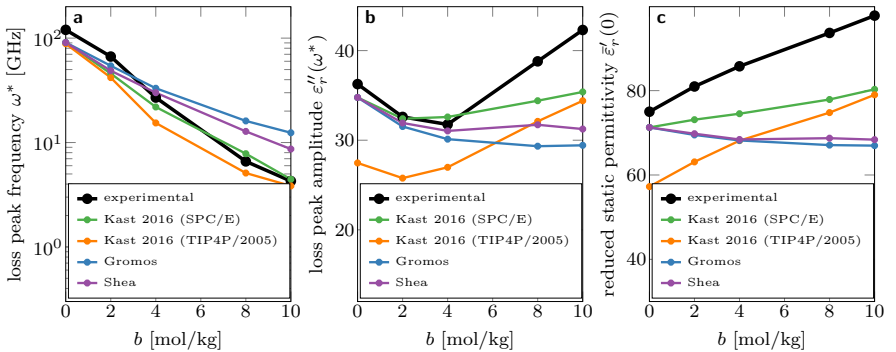 a
loss peak frequency ω* [GHz]
10²
10¹
10⁰
experimental
Kast 2016 (SPC/E)
Kast 2016 (TIP4P/2005)
Gromos
Shea
0 2 4 6 8 10
b [mol/kg]
b
loss peak amplitude ε″ᵣ(ω*)
40
30
20
experimental
Kast 2016 (SPC/E)
Kast 2016 (TIP4P/2005)
Gromos
Shea
0 2 4 6 8 10
b [mol/kg]
c
reduced static permittivity ε̄′ᵣ(0)
80
60
40
experimental
Kast 2016 (SPC/E)
Kast 2016 (TIP4P/2005)
Gromos
Shea
0 2 4 6 8 10
b [mol/kg]